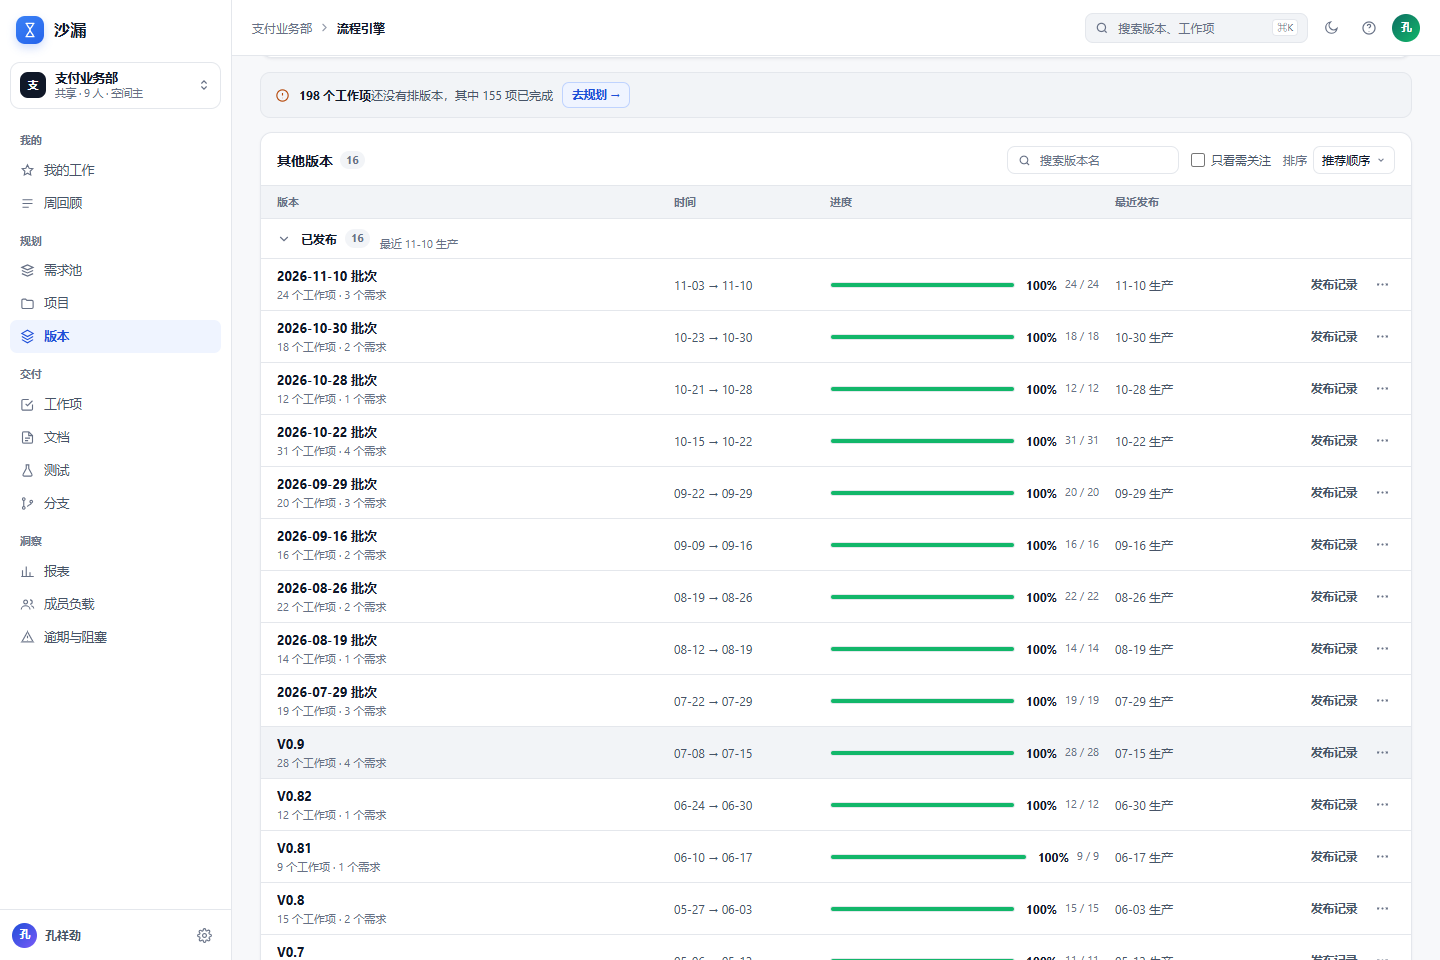 沙漏
支付业务部 > 流程引擎
搜索版本、工作项
⌘K
孔
支
支付业务部
共享 · 9 人 · 空间主
我的
我的工作
周回顾
规划
需求池
项目
版本
交付
工作项
文档
测试
分支
洞察
报表
成员负载
逾期与阻塞
孔 孔祥劲
198 个工作项还没有排版本，其中 155 项已完成 去规划 →
其他版本 16
搜索版本名
只看需关注 排序 推荐顺序
版本 时间 进度 最近发布
已发布 16 最近 11-10 生产
2026-11-10 批次
24 个工作项 · 3 个需求
11-03 → 11-10 100% 24 / 24 11-10 生产 发布记录 ···
2026-10-30 批次
18 个工作项 · 2 个需求
10-23 → 10-30 100% 18 / 18 10-30 生产 发布记录 ···
2026-10-28 批次
12 个工作项 · 1 个需求
10-21 → 10-28 100% 12 / 12 10-28 生产 发布记录 ···
2026-10-22 批次
31 个工作项 · 4 个需求
10-15 → 10-22 100% 31 / 31 10-22 生产 发布记录 ···
2026-09-29 批次
20 个工作项 · 3 个需求
09-22 → 09-29 100% 20 / 20 09-29 生产 发布记录 ···
2026-09-16 批次
16 个工作项 · 2 个需求
09-09 → 09-16 100% 16 / 16 09-16 生产 发布记录 ···
2026-08-26 批次
22 个工作项 · 2 个需求
08-19 → 08-26 100% 22 / 22 08-26 生产 发布记录 ···
2026-08-19 批次
14 个工作项 · 1 个需求
08-12 → 08-19 100% 14 / 14 08-19 生产 发布记录 ···
2026-07-29 批次
19 个工作项 · 3 个需求
07-22 → 07-29 100% 19 / 19 07-29 生产 发布记录 ···
V0.9
28 个工作项 · 4 个需求
07-08 → 07-15 100% 28 / 28 07-15 生产 发布记录 ···
V0.82
12 个工作项 · 1 个需求
06-24 → 06-30 100% 12 / 12 06-30 生产 发布记录 ···
V0.81
9 个工作项 · 1 个需求
06-10 → 06-17 100% 9 / 9 06-17 生产 发布记录 ···
V0.8
15 个工作项 · 2 个需求
05-27 → 06-03 100% 15 / 15 06-03 生产 发布记录 ···
V0.7